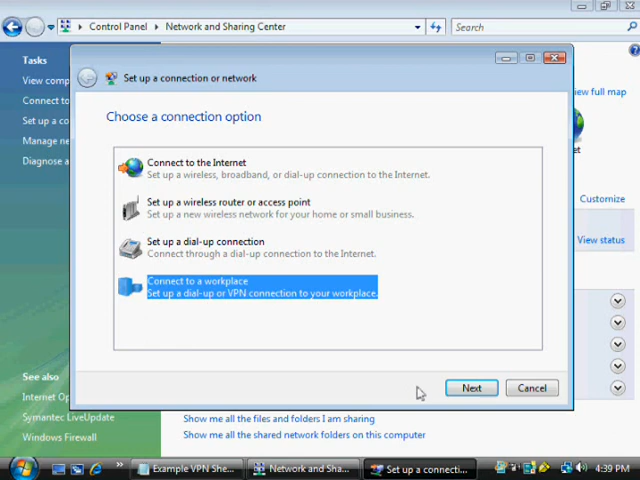 Control Panel
Network and Sharing Center
Search
Tasks
View comp
Connect to
Set up a co
Manage ne
Diagnose a
View full map
Customize
View status
Set up a connection or network
Choose a connection option
Connect to the Internet
Set up a wireless, broadband, or dial-up connection to the Internet.
Set up a wireless router or access point
Set up a new wireless network for your home or small business.
Set up a dial-up connection
Connect through a dial-up connection to the Internet.
Connect to a workplace
Set up a dial-up or VPN connection to your workplace.
Next
Cancel
See also
Internet Op
Symantec LiveUpdate
Windows Firewall
Show me all the files and folders I am sharing
Show me all the shared network folders on this computer
Example VPN She...
Network and Sha...
Set up a connecti...
4:39 PM